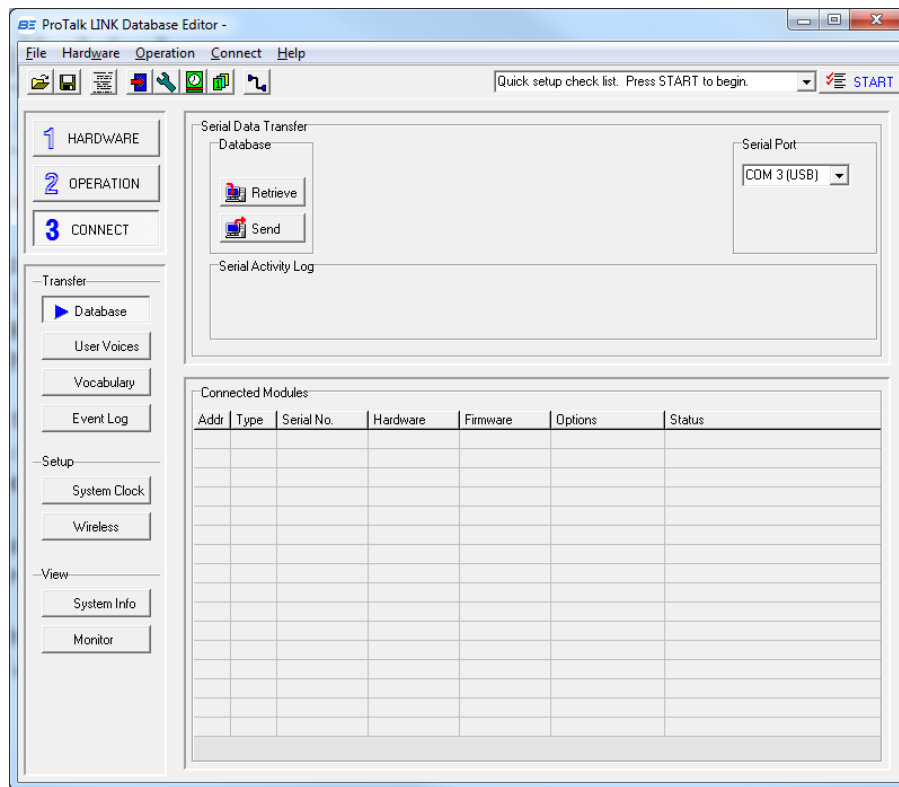 BE ProTalk LINK Database Editor -
File Hardware Operation Connect Help
Quick setup check list. Press START to begin. START
1 HARDWARE
2 OPERATION
3 CONNECT
Transfer
Database
User Voices
Vocabulary
Event Log
Setup
System Clock
Wireless
View
System Info
Monitor
Serial Data Transfer
Database
Retrieve
Send
Serial Port
COM 3 (USB)
Serial Activity Log
Connected Modules
Addr Type Serial No. Hardware Firmware Options Status